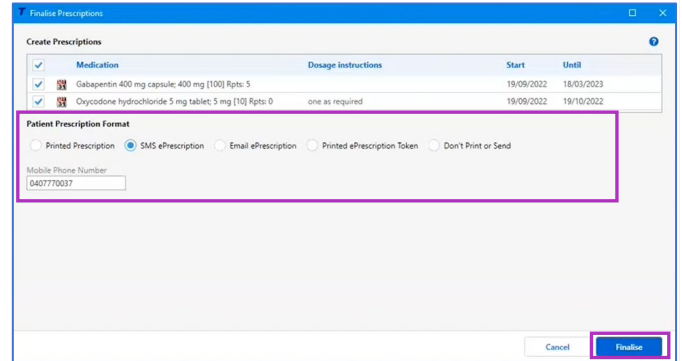 Finalise Prescriptions
Create Prescriptions
Medication Dosage instructions Start Until
Gabapentin 400 mg capsule; 400 mg [100] Rpts: 5 19/09/2022 18/03/2023
Oxycodone hydrochloride 5 mg tablet; 5 mg [10] Rpts: 0 one as required 19/09/2022 19/10/2022
Patient Prescription Format
Printed Prescription SMS ePrescription Email ePrescription Printed ePrescription Token Don't Print or Send
Mobile Phone Number
0407770037
Cancel Finalise